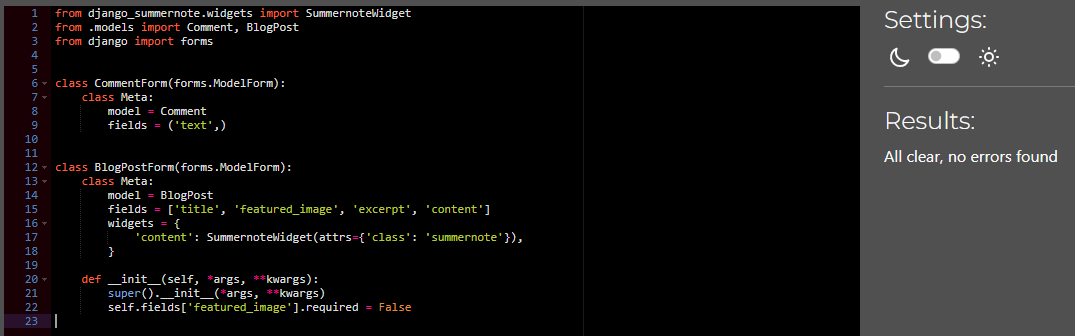 1 from django_summernote.widgets import SummernoteWidget
2 from .models import Comment, BlogPost
3 from django import forms
4
5
6 class CommentForm(forms.ModelForm):
7     class Meta:
8         model = Comment
9         fields = ('text',)
10
11
12 class BlogPostForm(forms.ModelForm):
13     class Meta:
14         model = BlogPost
15         fields = ['title', 'featured_image', 'excerpt', 'content']
16         widgets = {
17             'content': SummernoteWidget(attrs={'class': 'summernote'}),
18         }
19
20     def __init__(self, *args, **kwargs):
21         super().__init__(*args, **kwargs)
22         self.fields['featured_image'].required = False
23
Settings:
Results:
All clear, no errors found